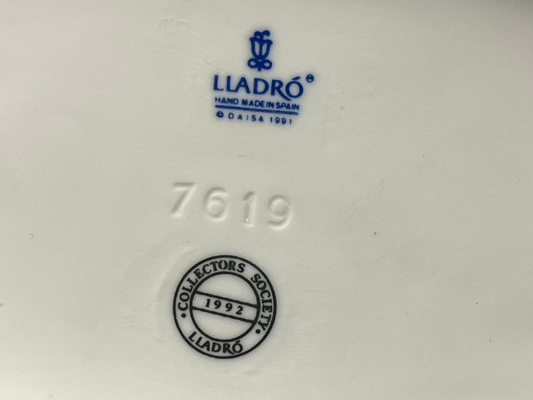 LLADRÓ®
HAND MADE IN SPAIN
© DAISA 1991
7619
COLLECTORS SOCIETY
1992
LLADRÓ